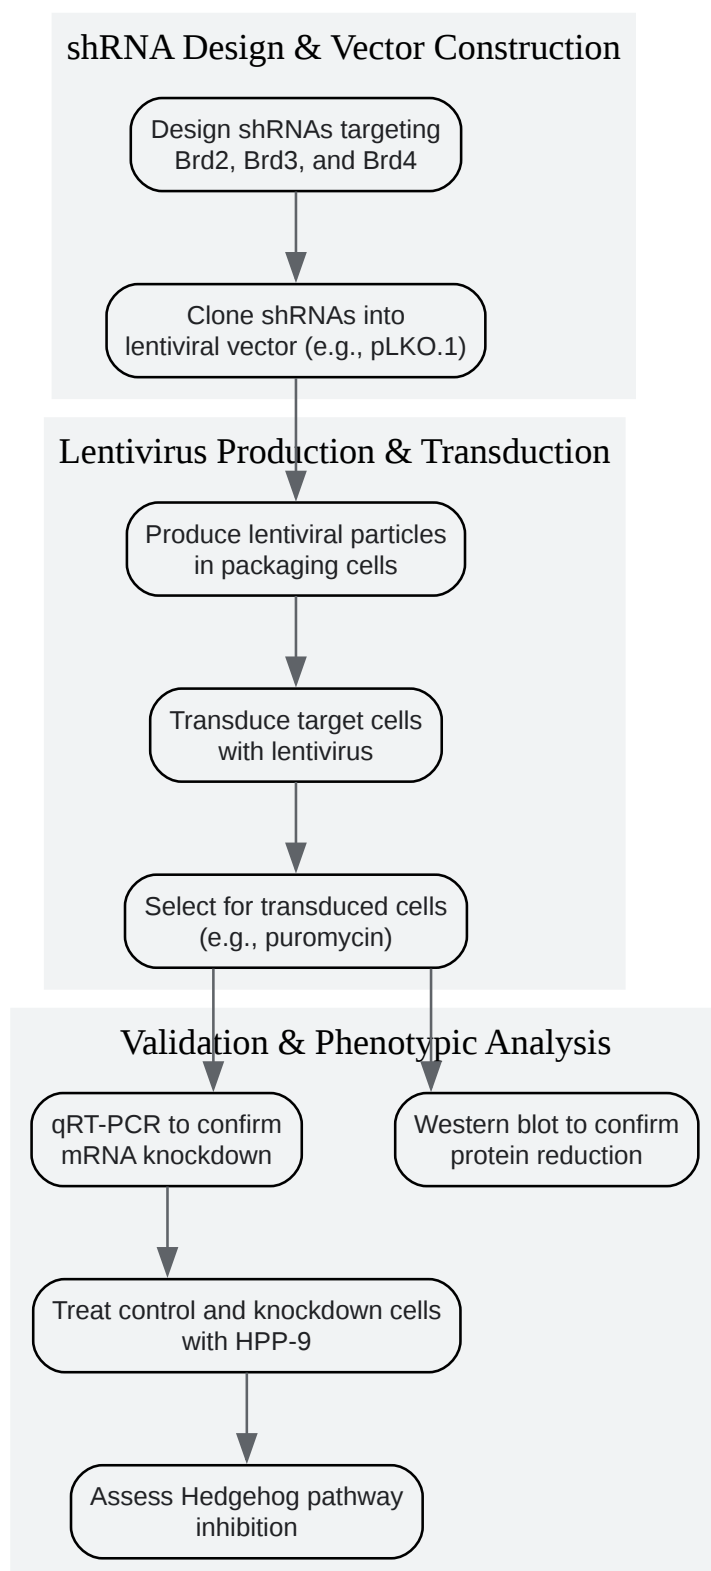 shRNA Design & Vector Construction
Design shRNAs targeting
Brd2, Brd3, and Brd4
Clone shRNAs into
lentiviral vector (e.g., pLKO.1)
Lentivirus Production & Transduction
Produce lentiviral particles
in packaging cells
Transduce target cells
with lentivirus
Select for transduced cells
(e.g., puromycin)
Validation & Phenotypic Analysis
qRT-PCR to confirm
mRNA knockdown
Western blot to confirm
protein reduction
Treat control and knockdown cells
with HPP-9
Assess Hedgehog pathway
inhibition